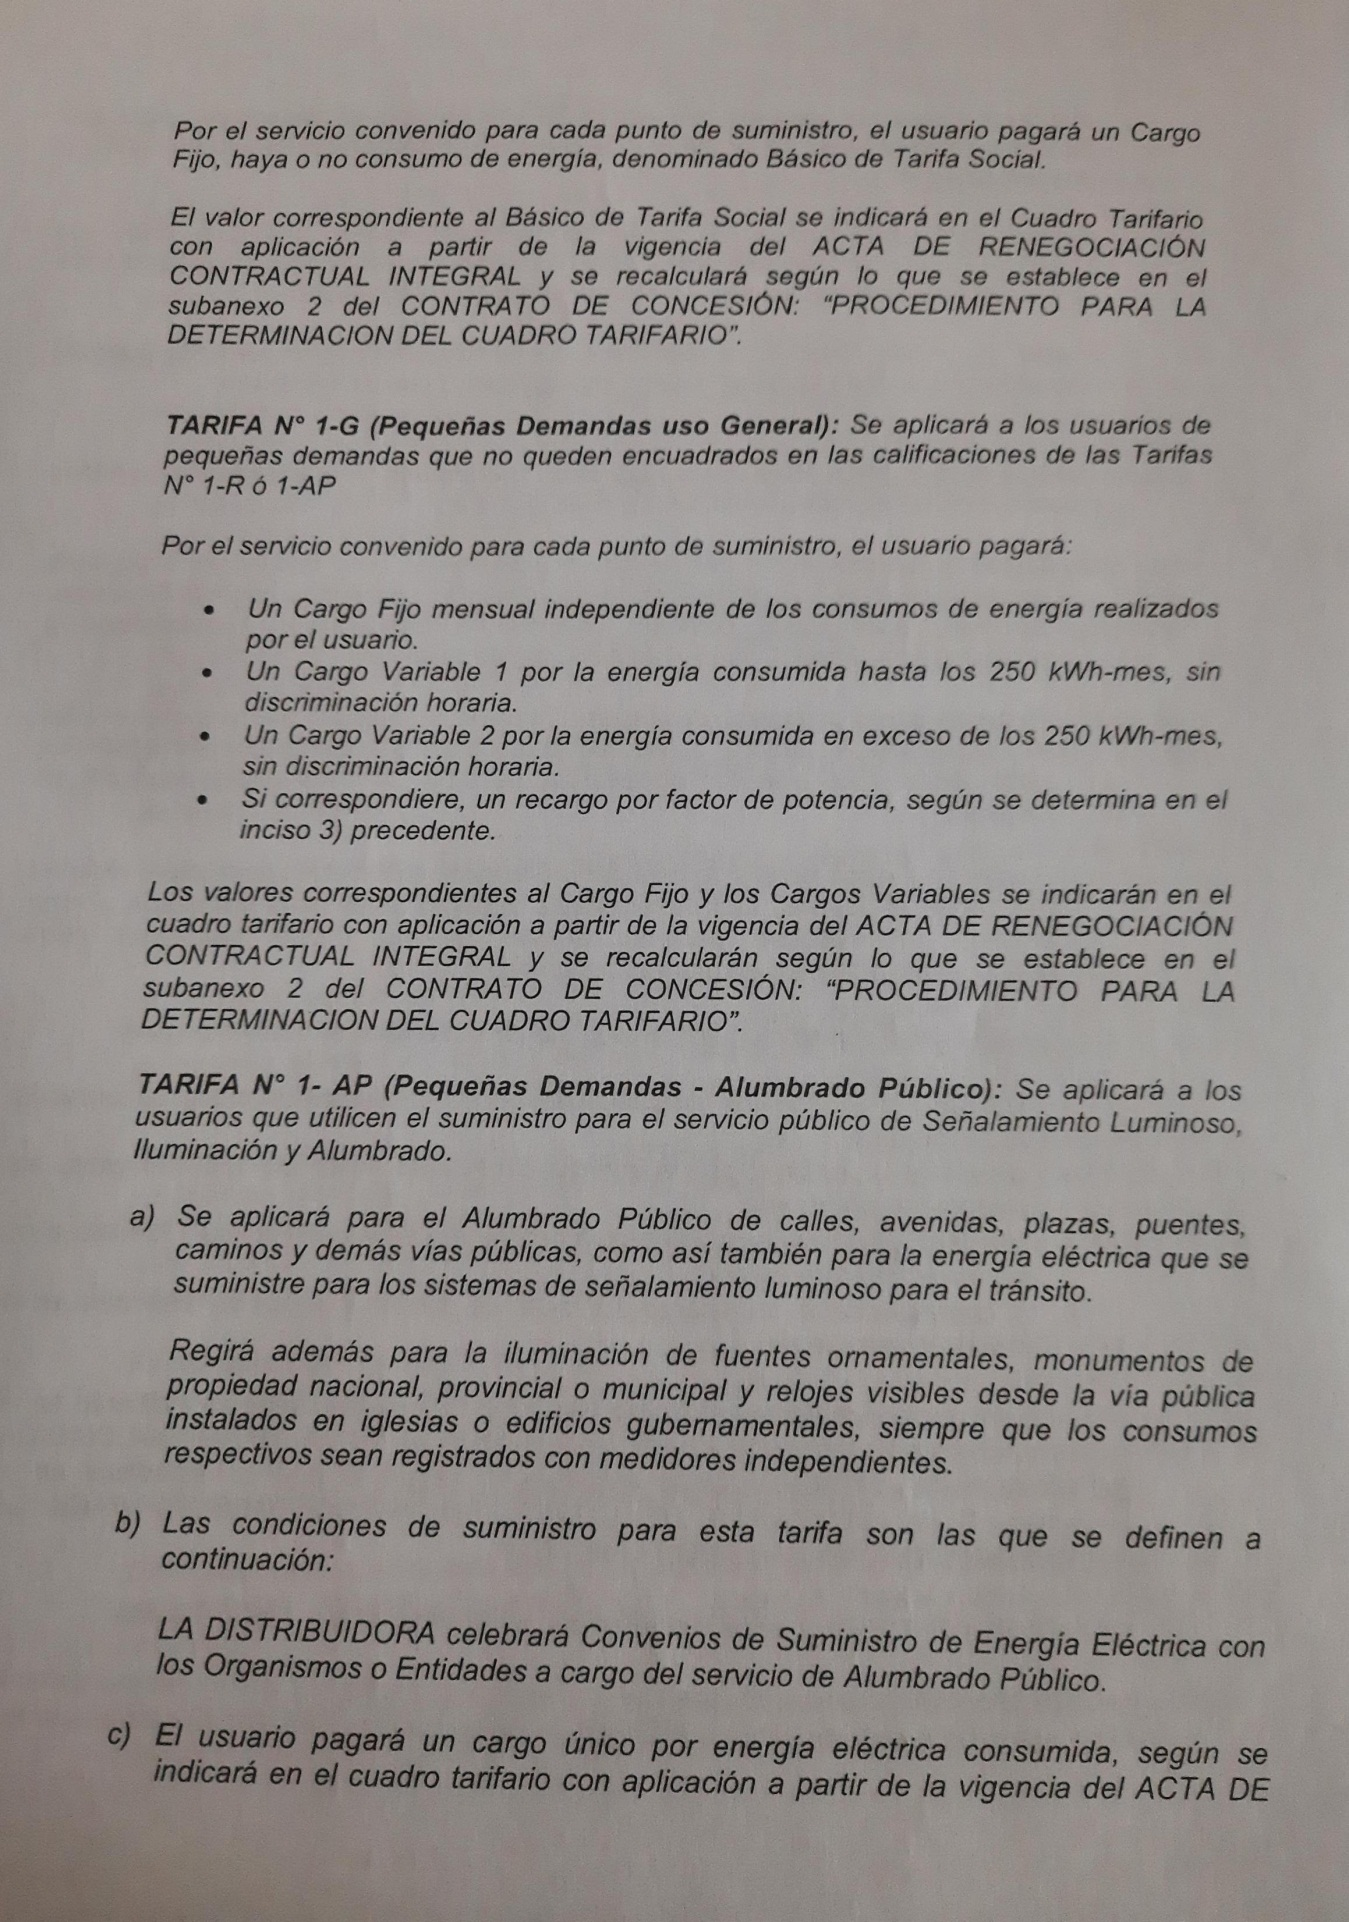 Por el servicio convenido para cada punto de suministro, el usuario pagará un Cargo
Fijo, haya o no consumo de energía, denominado Básico de Tarifa Social.
El valor correspondiente al Básico de Tarifa Social se indicará en el Cuadro Tarifario
con aplicación a partir de la vigencia del ACTA DE RENEGOCIACIÓN
CONTRACTUAL INTEGRAL y se recalculará según lo que se establece en el
subanexo 2 del CONTRATO DE CONCESIÓN: “PROCEDIMIENTO PARA LA
DETERMINACION DEL CUADRO TARIFARIO”.
TARIFA N° 1-G (Pequeñas Demandas uso General): Se aplicará a los usuarios de
pequeñas demandas que no queden encuadrados en las calificaciones de las Tarifas
N° 1-R ó 1-AP
Por el servicio convenido para cada punto de suministro, el usuario pagará:
• Un Cargo Fijo mensual independiente de los consumos de energía realizados
por el usuario.
• Un Cargo Variable 1 por la energía consumida hasta los 250 kWh-mes, sin
discriminación horaria.
• Un Cargo Variable 2 por la energía consumida en exceso de los 250 kWh-mes,
sin discriminación horaria.
• Si correspondiere, un recargo por factor de potencia, según se determina en el
inciso 3) precedente.
Los valores correspondientes al Cargo Fijo y los Cargos Variables se indicarán en el
cuadro tarifario con aplicación a partir de la vigencia del ACTA DE RENEGOCIACIÓN
CONTRACTUAL INTEGRAL y se recalcularán según lo que se establece en el
subanexo 2 del CONTRATO DE CONCESIÓN: “PROCEDIMIENTO PARA LA
DETERMINACION DEL CUADRO TARIFARIO”.
TARIFA N° 1- AP (Pequeñas Demandas - Alumbrado Público): Se aplicará a los
usuarios que utilicen el suministro para el servicio público de Señalamiento Luminoso,
Iluminación y Alumbrado.
a) Se aplicará para el Alumbrado Público de calles, avenidas, plazas, puentes,
caminos y demás vías públicas, como así también para la energía eléctrica que se
suministre para los sistemas de señalamiento luminoso para el tránsito.
Regirá además para la iluminación de fuentes ornamentales, monumentos de
propiedad nacional, provincial o municipal y relojes visibles desde la vía pública
instalados en iglesias o edificios gubernamentales, siempre que los consumos
respectivos sean registrados con medidores independientes.
b) Las condiciones de suministro para esta tarifa son las que se definen a
continuación:
LA DISTRIBUIDORA celebrará Convenios de Suministro de Energía Eléctrica con
los Organismos o Entidades a cargo del servicio de Alumbrado Público.
c) El usuario pagará un cargo único por energía eléctrica consumida, según se
indicará en el cuadro tarifario con aplicación a partir de la vigencia del ACTA DE